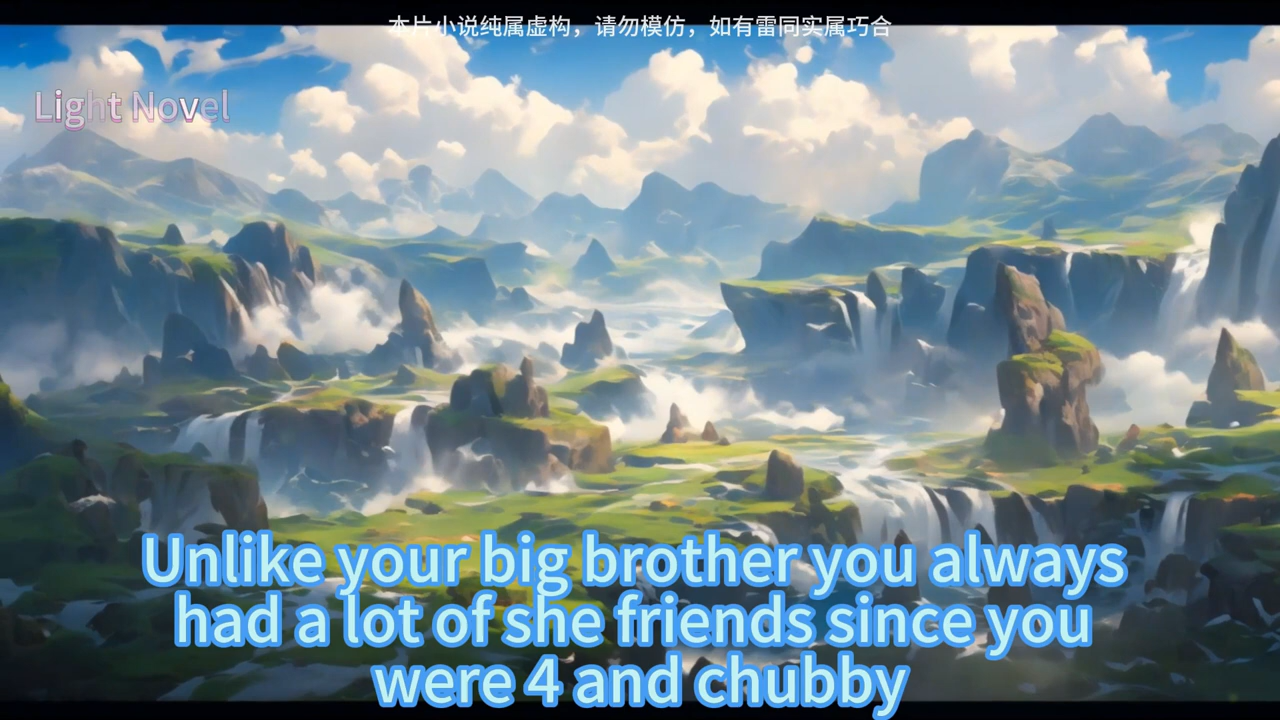 本片小说纯属虚构，请勿模仿，如有雷同实属巧合
Light Novel
Unlike your big brother you always
had a lot of she friends since you
were 4 and chubby